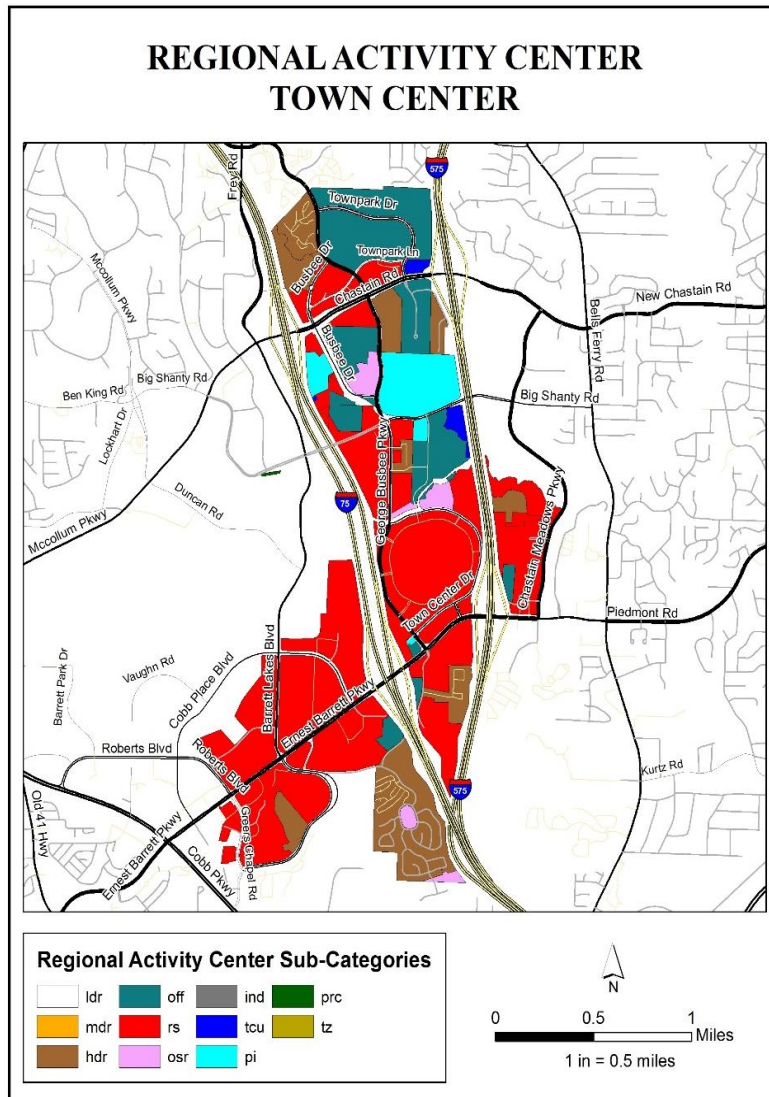 REGIONAL ACTIVITY CENTER
TOWN CENTER
575
Frey Rd
Townpark Dr
Mccollum Pkwy
Busbee Dr
Townpark Ln
Chastain Rd
New Chastain Rd
Bells Ferry Rd
Busbee Dr
Ben King Rd
Big Shanty Rd
Big Shanty Rd
Lockhart Dr
George Busbee Pkwy
Duncan Rd
75
Chastain Meadows Pkwy
Mccollum Pkwy
Town Center Dr
Piedmont Rd
Barrett Park Dr
Vaughn Rd
Cobb Place Blvd
Barrott Lakes Blvd
Ernest Barrett Pkwy
Roberts Blvd
Roberts Blvd
Kurtz Rd
575
Old 41 Hwy
Greers Chapel Rd
Ernest Barrett Pkwy
Cobb Pkwy
Regional Activity Center Sub-Categories
ldr off ind prc
mdr rs tcu tz
hdr osr pi
N
0 0.5 1
Miles
1 in = 0.5 miles